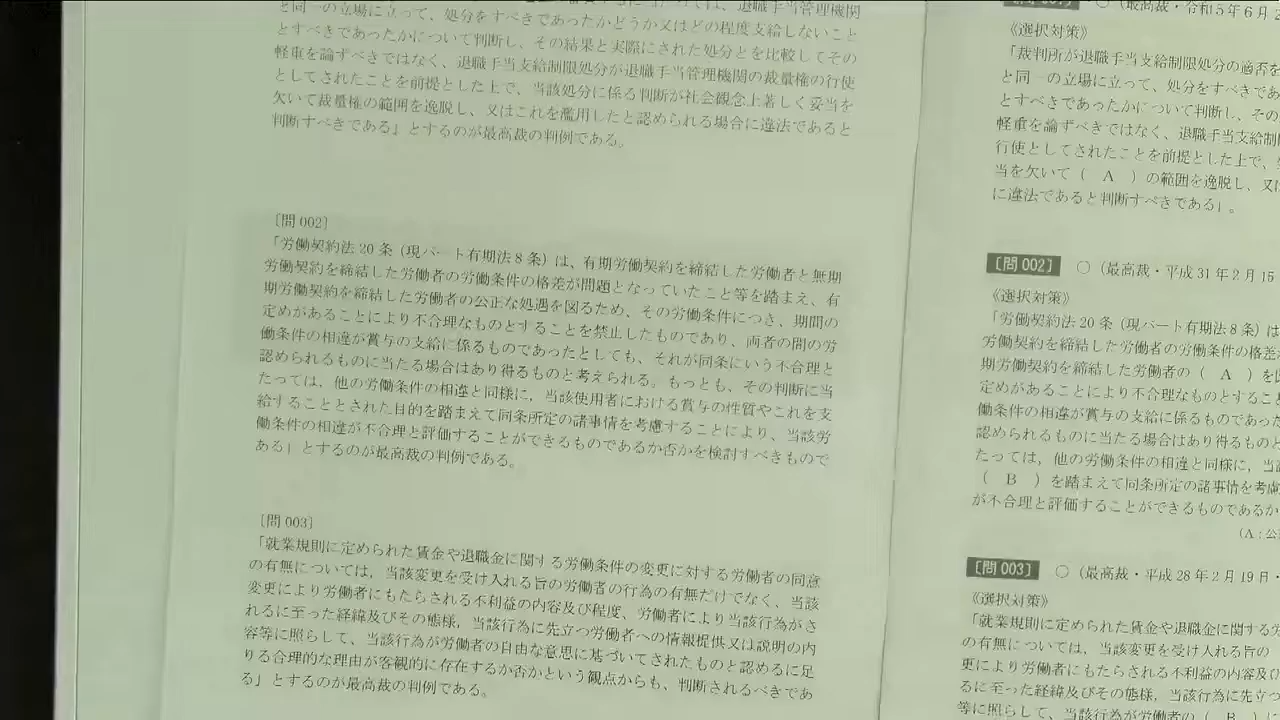 と同一の立場に立って、処分をすべきであったかどうか又はどの程度支給しないこと
とすべきであったかについて判断し、その結果と実際にされた処分とを比較してその
軽重を論ずべきではなく、退職手当支給制限処分が退職手当管理機関の裁量権の行使
としてされたことを前提とした上で、当該処分に係る判断が社会観念上著しく妥当を
欠いて裁量権の範囲を逸脱し、又はこれを濫用したと認められる場合に違法であると
判断すべきである」とするのが最高裁の判例である。
[問 002]
「労働契約法 20 条（現パート有期法 8 条）は、有期労働契約を締結した労働者と無期
労働契約を締結した労働者の労働条件の格差が問題となっていたこと等を踏まえ、有
期労働契約を締結した労働者の公正な処遇を図るため、その労働条件につき、期間の
定めがあることにより不合理なものとすることを禁止したものであり、両者の間の労
働条件の相違が賞与の支給に係るものであったとしても、それが同条にいう不合理と
認められるものに当たる場合はあり得るものと考えられる。もっとも、その判断に当
たっては、他の労働条件の相違と同様に、当該使用者における賞与の性質やこれを支
給することとされた目的を踏まえて同条所定の諸事情を考慮することにより、当該労
働条件の相違が不合理と評価することができるものであるか否かを検討すべきもので
ある」とするのが最高裁の判例である。
[問 003]
「就業規則に定められた賃金や退職金に関する労働条件の変更に対する労働者の同意
の有無については、当該変更を受け入れる旨の労働者の行為の有無だけでなく、当該
変更により労働者にもたらされる不利益の内容及び程度、労働者により当該行為がさ
れるに至った経緯及びその態様、当該行為に先立つ労働者への情報提供又は説明の内
容等に照らして、当該行為が労働者の自由な意思に基づいてされたものと認めるに足
りる合理的な理由が客観的に存在するか否かという観点からも、判断されるべきであ
る」とするのが最高裁の判例である。
○（最高裁・令和5年6月
《選択対策》
「裁判所が退職手当支給制限処分の適否を
と同一の立場に立って、処分をすべきであ
とすべきであったかについて判断し、その
軽重を論ずべきではなく、退職手当支給制
行使としてされたことを前提とした上で、
当を欠いて（　A　）の範囲を逸脱し、又
に違法であると判断すべきである」。
[問 002]　○（最高裁・平成 31 年 2 月 15
《選択対策》
「労働契約法 20 条（現パート有期法 8 条）は
労働契約を締結した労働者の労働条件の格差
期労働契約を締結した労働者の（　A　）を
定めがあることにより不合理なものとするこ
働条件の相違が賞与の支給に係るものであった
認められるものに当たる場合はあり得るものと
たっては、他の労働条件の相違と同様に、当
（　B　）を踏まえて同条所定の諸事情を考
が不合理と評価することができるものであるか
（A：公
[問 003]　○（最高裁・平成 28 年 2 月 19 日・
《選択対策》
「就業規則に定められた賃金や退職金に関する
の有無については、当該変更を受け入れる旨の
更により労働者にもたらされる不利益の内容及
るに至った経緯及びその態様，当該行為に先立つ
等に照らして、当該行為が労働者の（　B　）